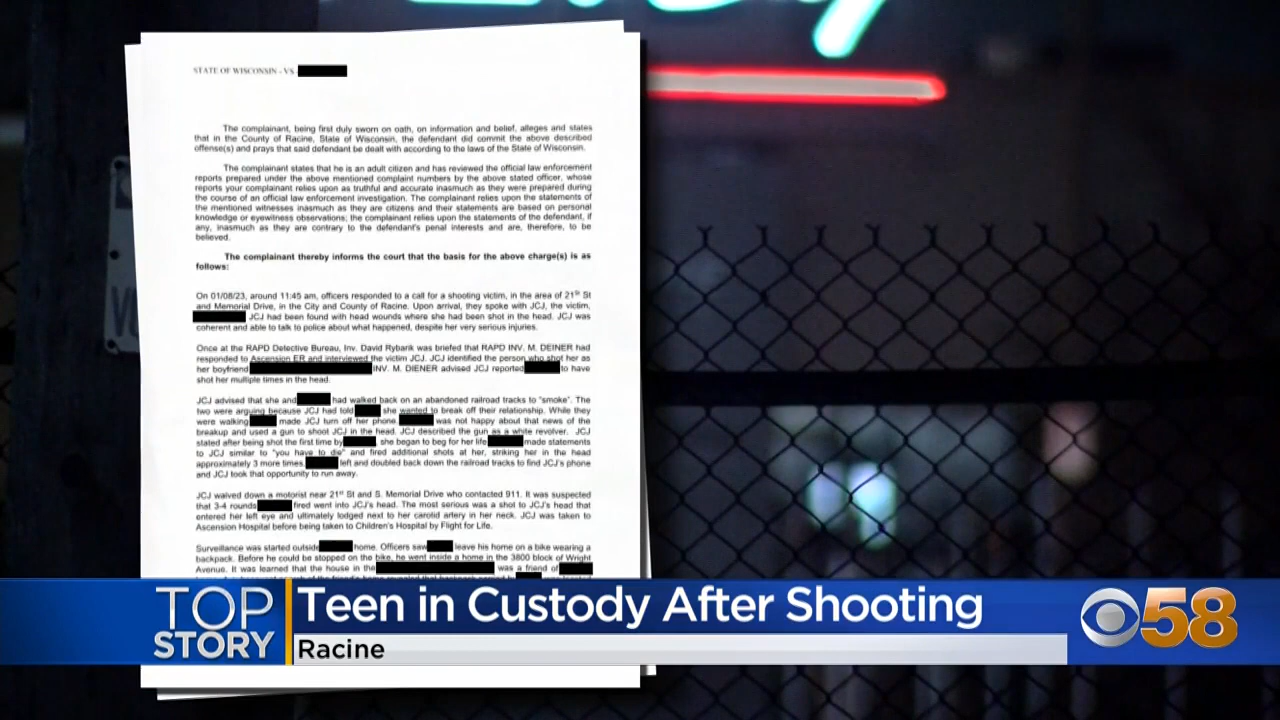 STATE OF WISCONSIN - VS
The complainant, being first duly sworn on oath, on information and belief, alleges and states
that in the County of Racine, State of Wisconsin, the defendant did commit the above described
offense(s) and prays that said defendant be dealt with according to the laws of the State of Wisconsin.
The complainant states that he is an adult citizen and has reviewed the official law enforcement
reports prepared under the above mentioned complaint numbers by the above stated officer, whose
reports your complainant relies upon as truthful and accurate inasmuch as they were prepared during
the course of an official law enforcement investigation. The complainant relies upon the statements of
the mentioned witnesses inasmuch as they are citizens and their statements are based on personal
knowledge or eyewitness observations; the complainant relies upon the statements of the defendant, if
any, inasmuch as they are contrary to the defendant's penal interests and are, therefore, to be
believed.
The complainant thereby informs the court that the basis for the above charge(s) is as
follows:
On 01/08/23, around 11:45 am, officers responded to a call for a shooting victim, in the area of 21st St
and Memorial Drive, in the City and County of Racine. Upon arrival, they spoke with JCJ, the victim,
JCJ had been found with head wounds where she had been shot in the head. JCJ was
coherent and able to talk to police about what happened, despite her very serious injuries.
Once at the RAPD Detective Bureau, Inv. David Rybarik was briefed that RAPD INV. M. DEINER had
responded to Ascension ER and interviewed the victim JCJ. JCJ identified the person who shot her as
her boyfriend INV. M. DIENER advised JCJ reported to have
shot her multiple times in the head.
JCJ advised that she and had walked back on an abandoned railroad tracks to "smoke". The
two were arguing because JCJ had told she wanted to break off their relationship. While they
were walking made JCJ turn off her phone was not happy about that news of the
breakup and used a gun to shoot JCJ in the head. JCJ described the gun as a white revolver. JCJ
stated after being shot the first time by she began to beg for her life made statements
to JCJ similar to "you have to die" and fired additional shots at her, striking her in the head
approximately 3 more times. left and doubled back down the railroad tracks to find JCJ's phone
and JCJ took that opportunity to run away.
JCJ waived down a motorist near 21st St and S. Memorial Drive who contacted 911. It was suspected
that 3-4 rounds fired went into JCJ's head. The most serious was a shot to JCJ's head that
entered her left eye and ultimately lodged next to her carotid artery in her neck. JCJ was taken to
Ascension Hospital before being taken to Children's Hospital by Flight for Life.
Surveillance was started outside home. Officers saw leave his home on a bike wearing a
backpack. Before he could be stopped on the bike, he went inside a home in the 3800 block of Wright
Avenue. It was learned that the house in the was a friend of
TOP
STORY
Teen in Custody After Shooting
Racine
58